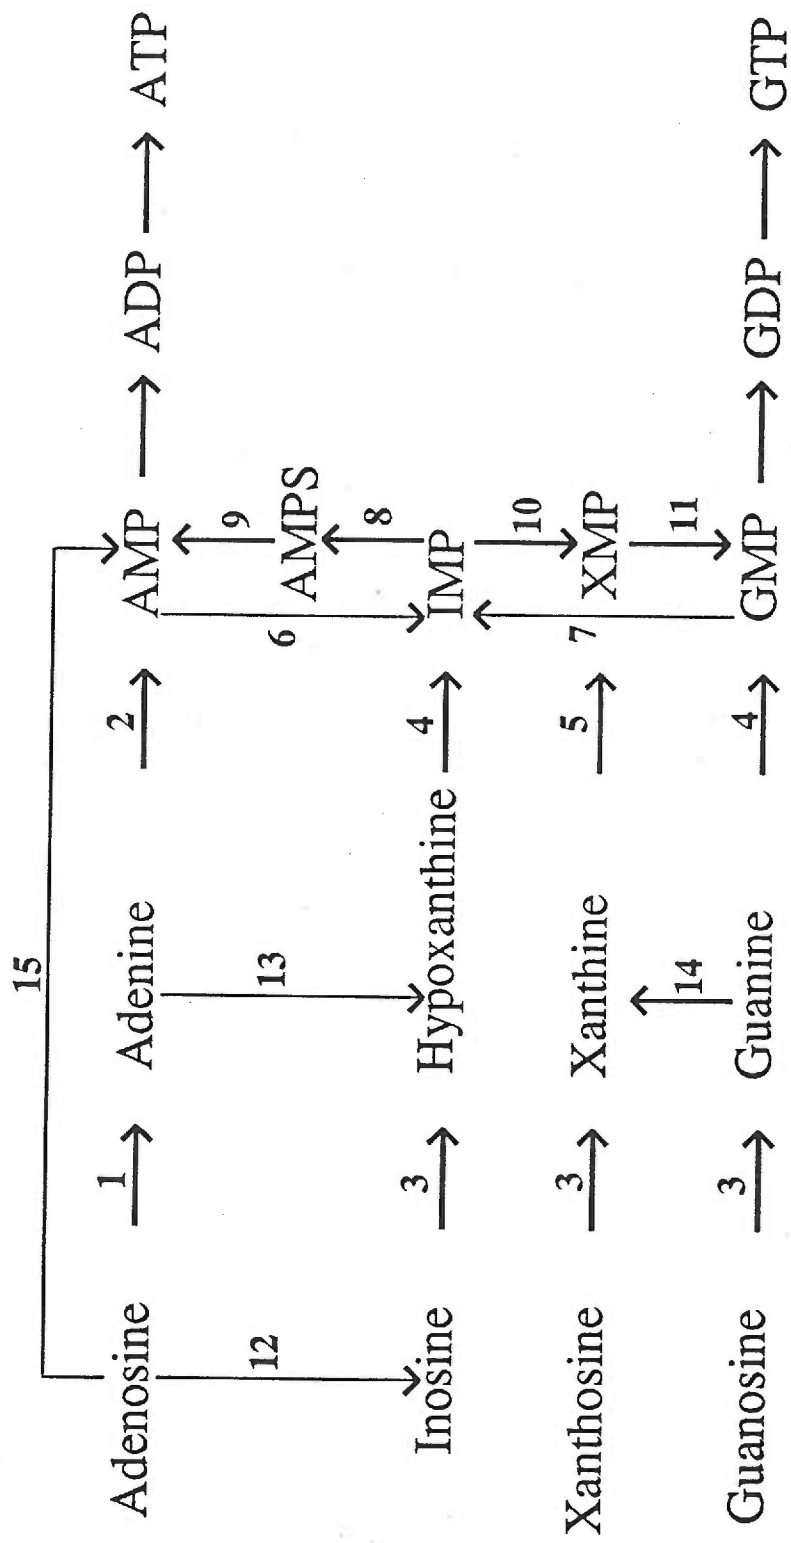 15
Adenosine 1 Adenine 2 AMP ADP ATP
12 13 6 9
AMPS
8
Inosine 3 Hypoxanthine 4 IMP
10
Xanthosine 3 Xanthine 5 XMP
14 7 11
Guanosine 3 Guanine 4 GMP GDP GTP